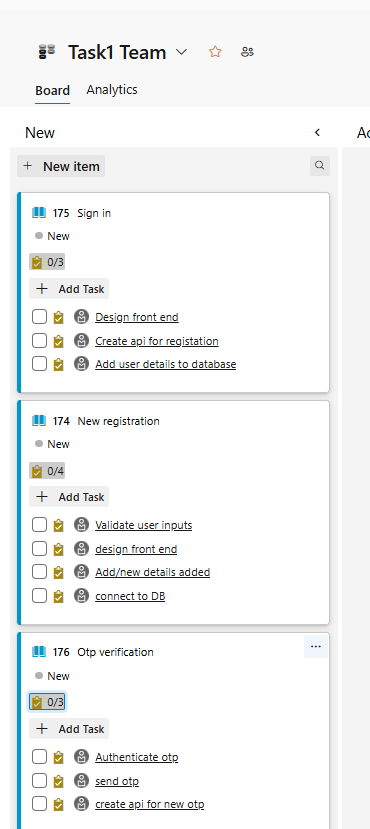 Task1 Team
Board Analytics
New
Ac
+ New item
175 Sign in
New
0/3
+ Add Task
Design front end
Create api for registation
Add user details to database
174 New registration
New
0/4
+ Add Task
Validate user inputs
design front end
Add/new details added
connect to DB
176 Otp verification
New
0/3
+ Add Task
Authenticate otp
send otp
create api for new otp